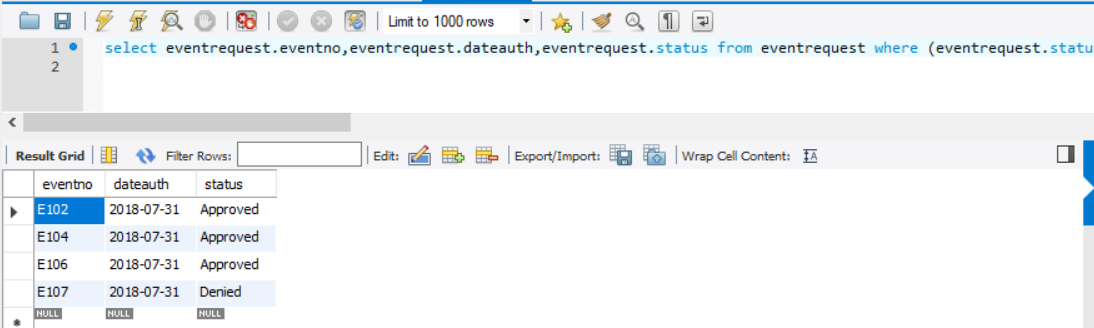 Limit to 1000 rows
1 select eventrequest.eventno,eventrequest.dateauth,eventrequest.status from eventrequest where (eventrequest.statu
2
Result Grid Filter Rows: Edit: Export/Import: Wrap Cell Content: IA
eventno dateauth status
E102 2018-07-31 Approved
E104 2018-07-31 Approved
E106 2018-07-31 Approved
E107 2018-07-31 Denied
NULL NULL NULL